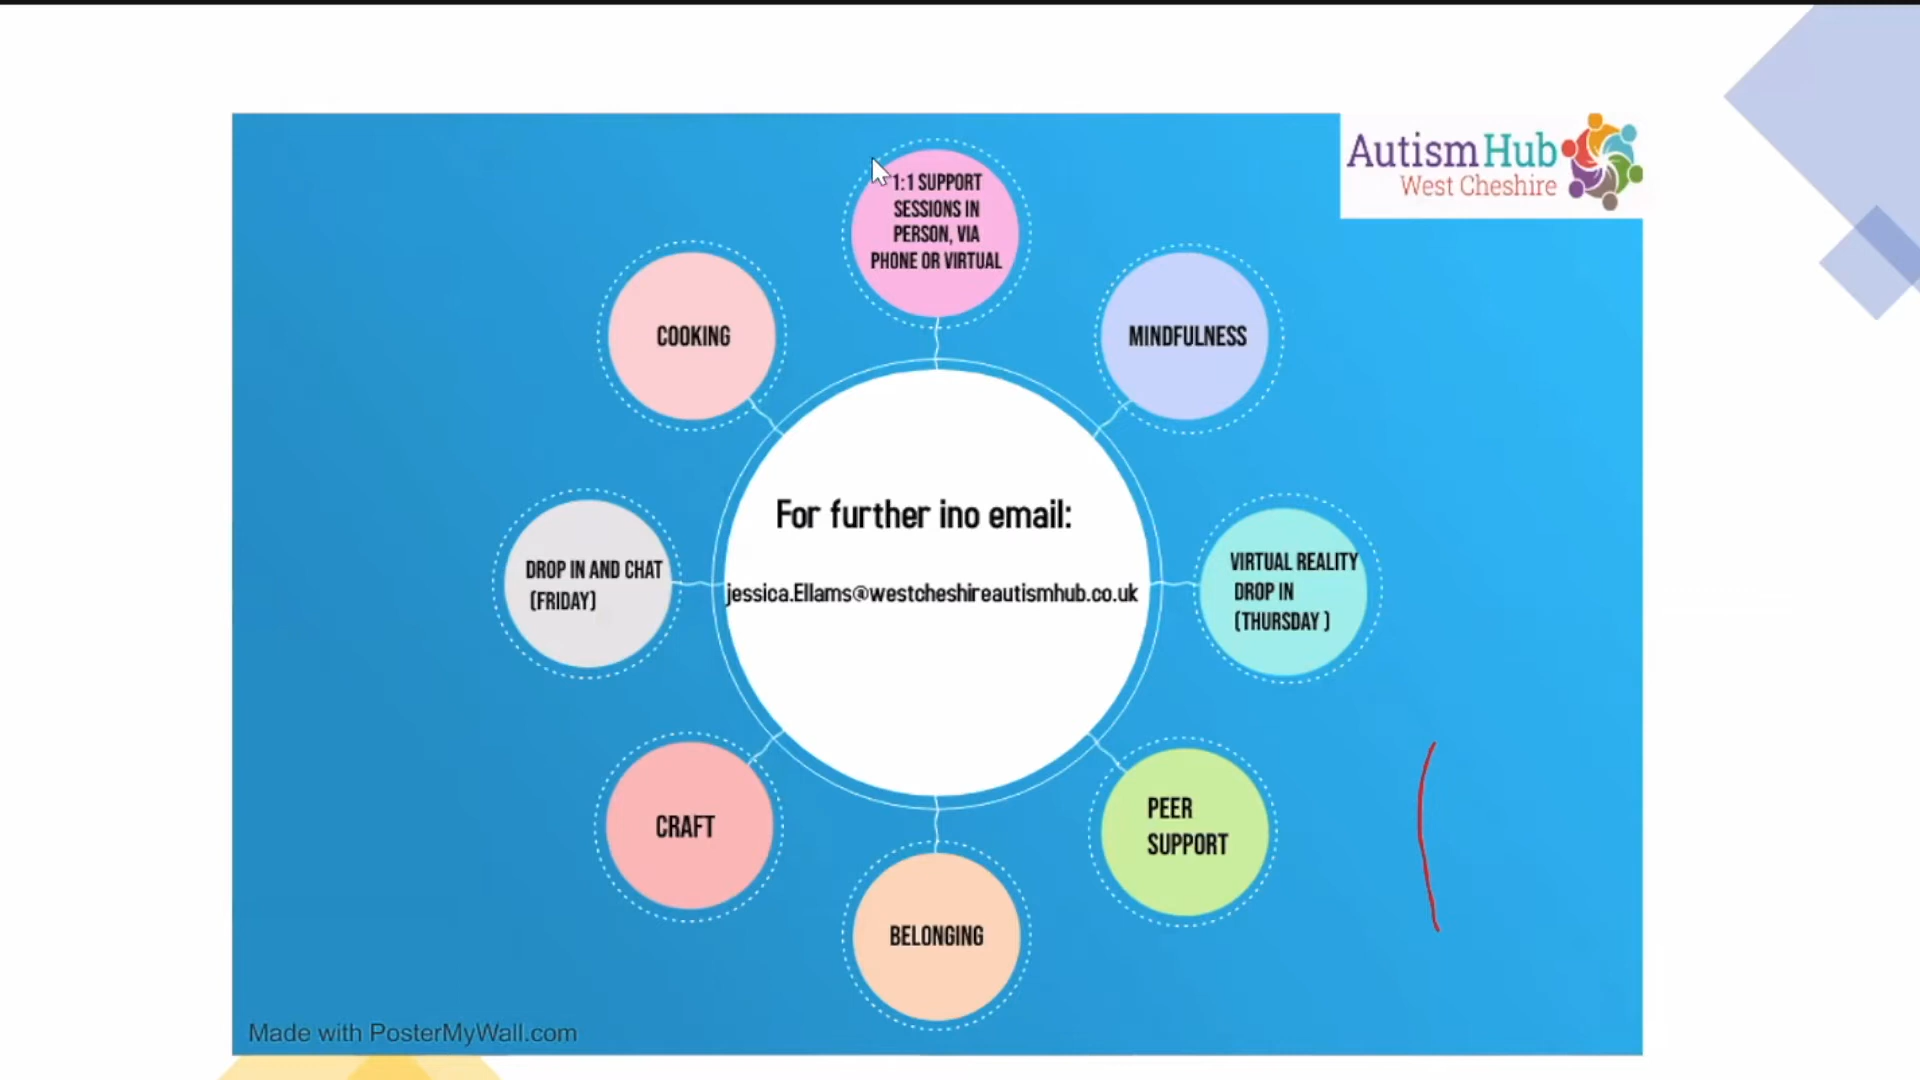 Autism Hub
West Cheshire
1:1 SUPPORT
SESSIONS IN
PERSON, VIA
PHONE OR VIRTUAL
COOKING
MINDFULNESS
For further ino email:
jessica.Ellams@westcheshireautismhub.co.uk
DROP IN AND CHAT
(FRIDAY)
VIRTUAL REALITY
DROP IN
(THURSDAY )
CRAFT
PEER
SUPPORT
BELONGING
Made with PosterMyWall.com